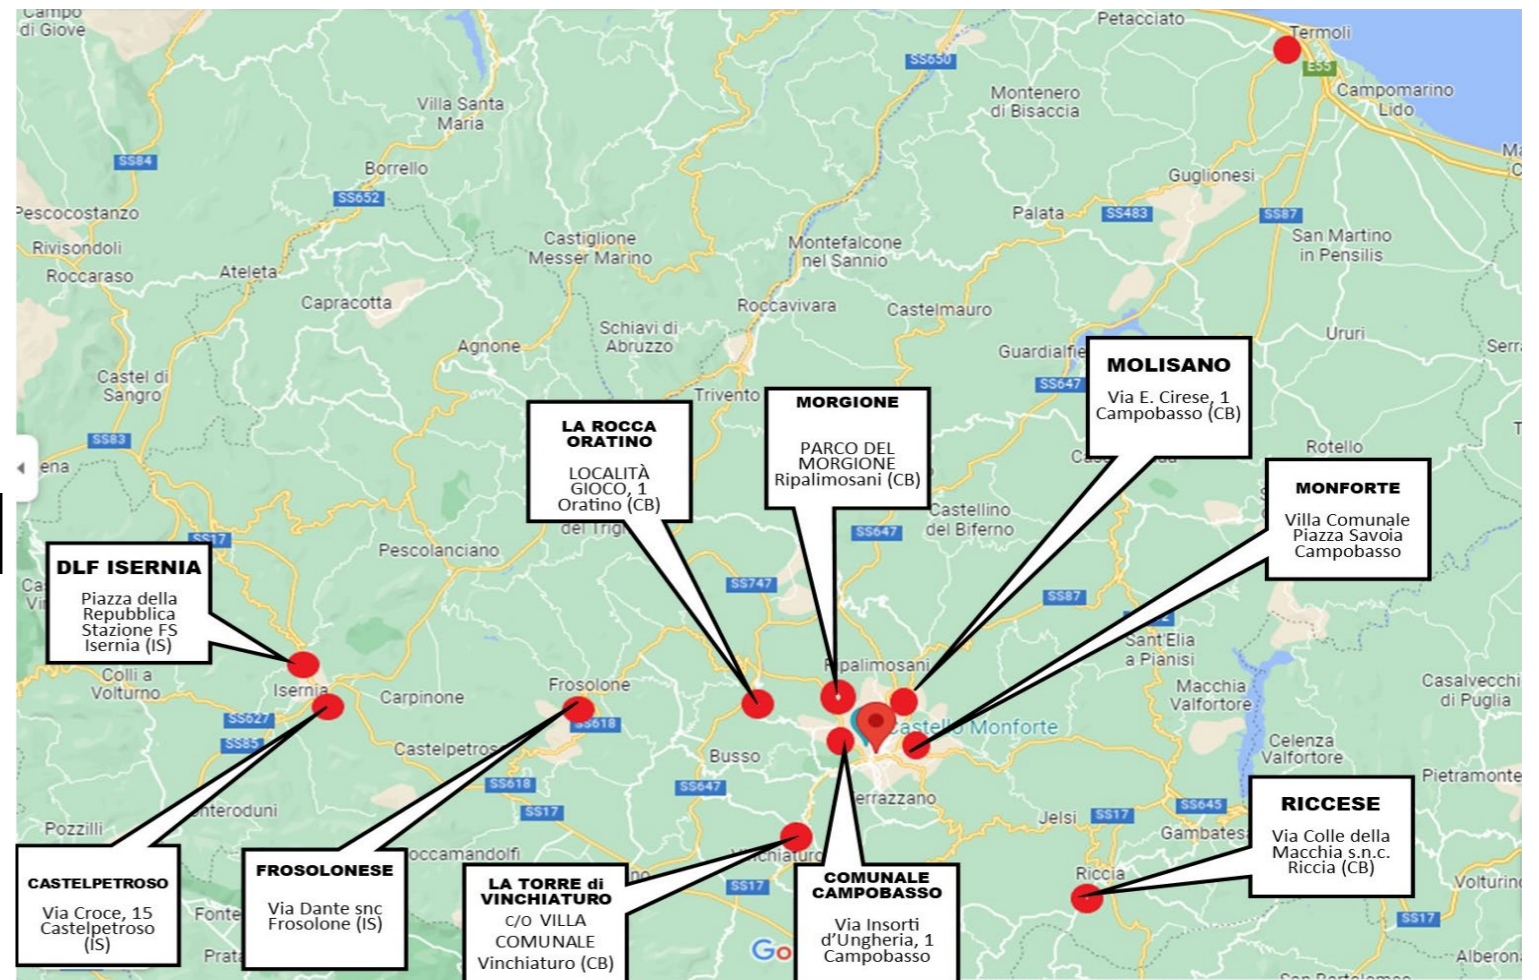 Campo
di Giove
Petacciato
Termoli
SS650
E55
Villa Santa
Maria
Montenero
di Bisaccia
Campomarino
Lido
SS84
Borrello
Guglionesi
SS652
Pescocostanzo
Palata
SS483
SS87
Rivisondoli
Castiglione
Messer Marino
Montefalcone
nel Sannio
San Martino
in Pensilis
Roccaraso
Ateleta
Capracotta
Roccavivara
Castelmauro
Schiavi di
Abruzzo
Ururi
Agnone
Guardialfie
Castel di
Sangro
SS647
Trivento
MOLISANO
Via E. Cirese, 1
Campobasso (CB)
MORGIONE
PARCO DEL
MORGIONE
Ripalimosani (CB)
LA ROCCA
ORATINO
LOCALITÀ
GIOCO, 1
Oratino (CB)
SS83
Rotello
MONFORTE
Villa Comunale
Piazza Savoia
Campobasso
Castellino
del Biferno
SS647
SS17
Pescolanciano
DLF ISERNIA
Piazza della
Repubblica
Stazione FS
Isernia (IS)
SS747
SS87
Sant'Elia
a Pianisi
Ripalimosani
Colli a
Volturno
Isernia
Carpinone
Frosolone
Macchia
Valfortore
Casalvecchi
di Puglia
SS627
SS618
Castello Monforte
SS85
Castelpetros
Busso
Celenza
Valfortore
Pietramonte
SS618
SS647
SS17
Jelsi
SS17
SS645
Gambates
Pozzilli
RICCESE
Via Colle della
Macchia s.n.c.
Riccia (CB)
Riccia
Vinchiaturo
CASTELPETROSO
Via Croce, 15
Castelpetroso
(IS)
FROSOLONESE
Via Dante snc
Frosolone (IS)
LA TORRE di
VINCHIATURO
C/O VILLA
COMUNALE
Vinchiaturo (CB)
SS17
COMUNALE
CAMPOBASSO
Via Insorti
d'Ungheria, 1
Campobasso
Volturino
SS17
Go
Alberon